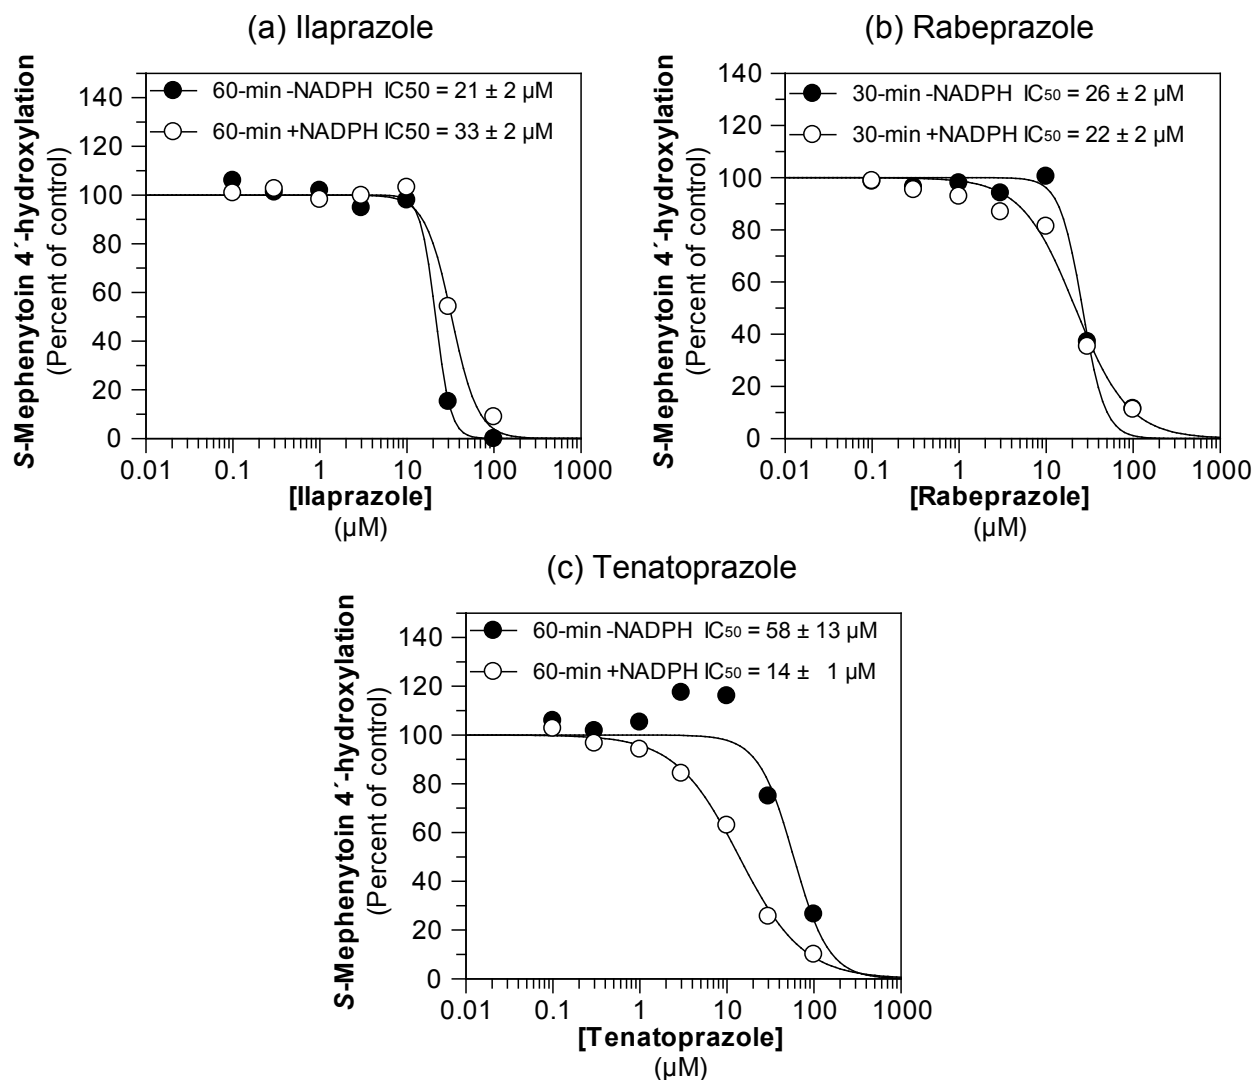 (a) Ilaprazole
S-Mephenytoin 4´-hydroxylation
(Percent of control)
60-min -NADPH IC50 = 21 ± 2 µM
60-min +NADPH IC50 = 33 ± 2 µM
140
120
100
80
60
40
20
0
0.01 0.1 1 10 100 1000
[Ilaprazole]
(µM)
(b) Rabeprazole
S-Mephenytoin 4´-hydroxylation
(Percent of control)
30-min -NADPH IC50 = 26 ± 2 µM
30-min +NADPH IC50 = 22 ± 2 µM
140
120
100
80
60
40
20
0
0.01 0.1 1 10 100 1000
[Rabeprazole]
(µM)
(c) Tenatoprazole
S-Mephenytoin 4´-hydroxylation
(Percent of control)
60-min -NADPH IC50 = 58 ± 13 µM
60-min +NADPH IC50 = 14 ± 1 µM
140
120
100
80
60
40
20
0
0.01 0.1 1 10 100 1000
[Tenatoprazole]
(µM)